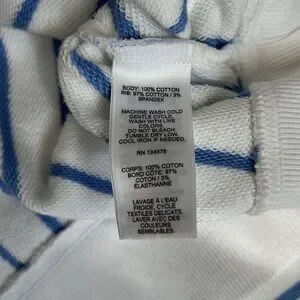 BODY: 100% COTTON
RIB: 97% COTTON / 3%
SPANDEX
MACHINE WASH COLD
GENTLE CYCLE.
WASH WITH LIKE
COLORS.
DO NOT BLEACH.
TUMBLE DRY LOW.
COOL IRON IF NEEDED.
RN 134579
CORPS: 100% COTON
BORD CÔTE: 97%
COTON / 3%
ÉLASTHANNE
LAVAGE À L'EAU
FROIDE, CYCLE
TEXTILES DÉLICATS.
LAVER AVEC DES
COULEURS
SEMBLABLES.